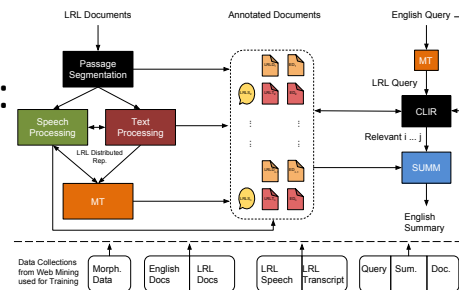 LRL Documents
Annotated Documents
English Query
Passage
Segmentation
MT
LRL Query
Speech
Processing
Text
Processing
CLIR
LRL Distributed
Rep.
Relevant i ... j
MT
SUMM
English
Summary
Data Collections
from Web Mining
used for Training
Morph.
Data
English
Docs
LRL
Docs
LRL
Speech
LRL
Transcript
Query
Sum.
Doc.